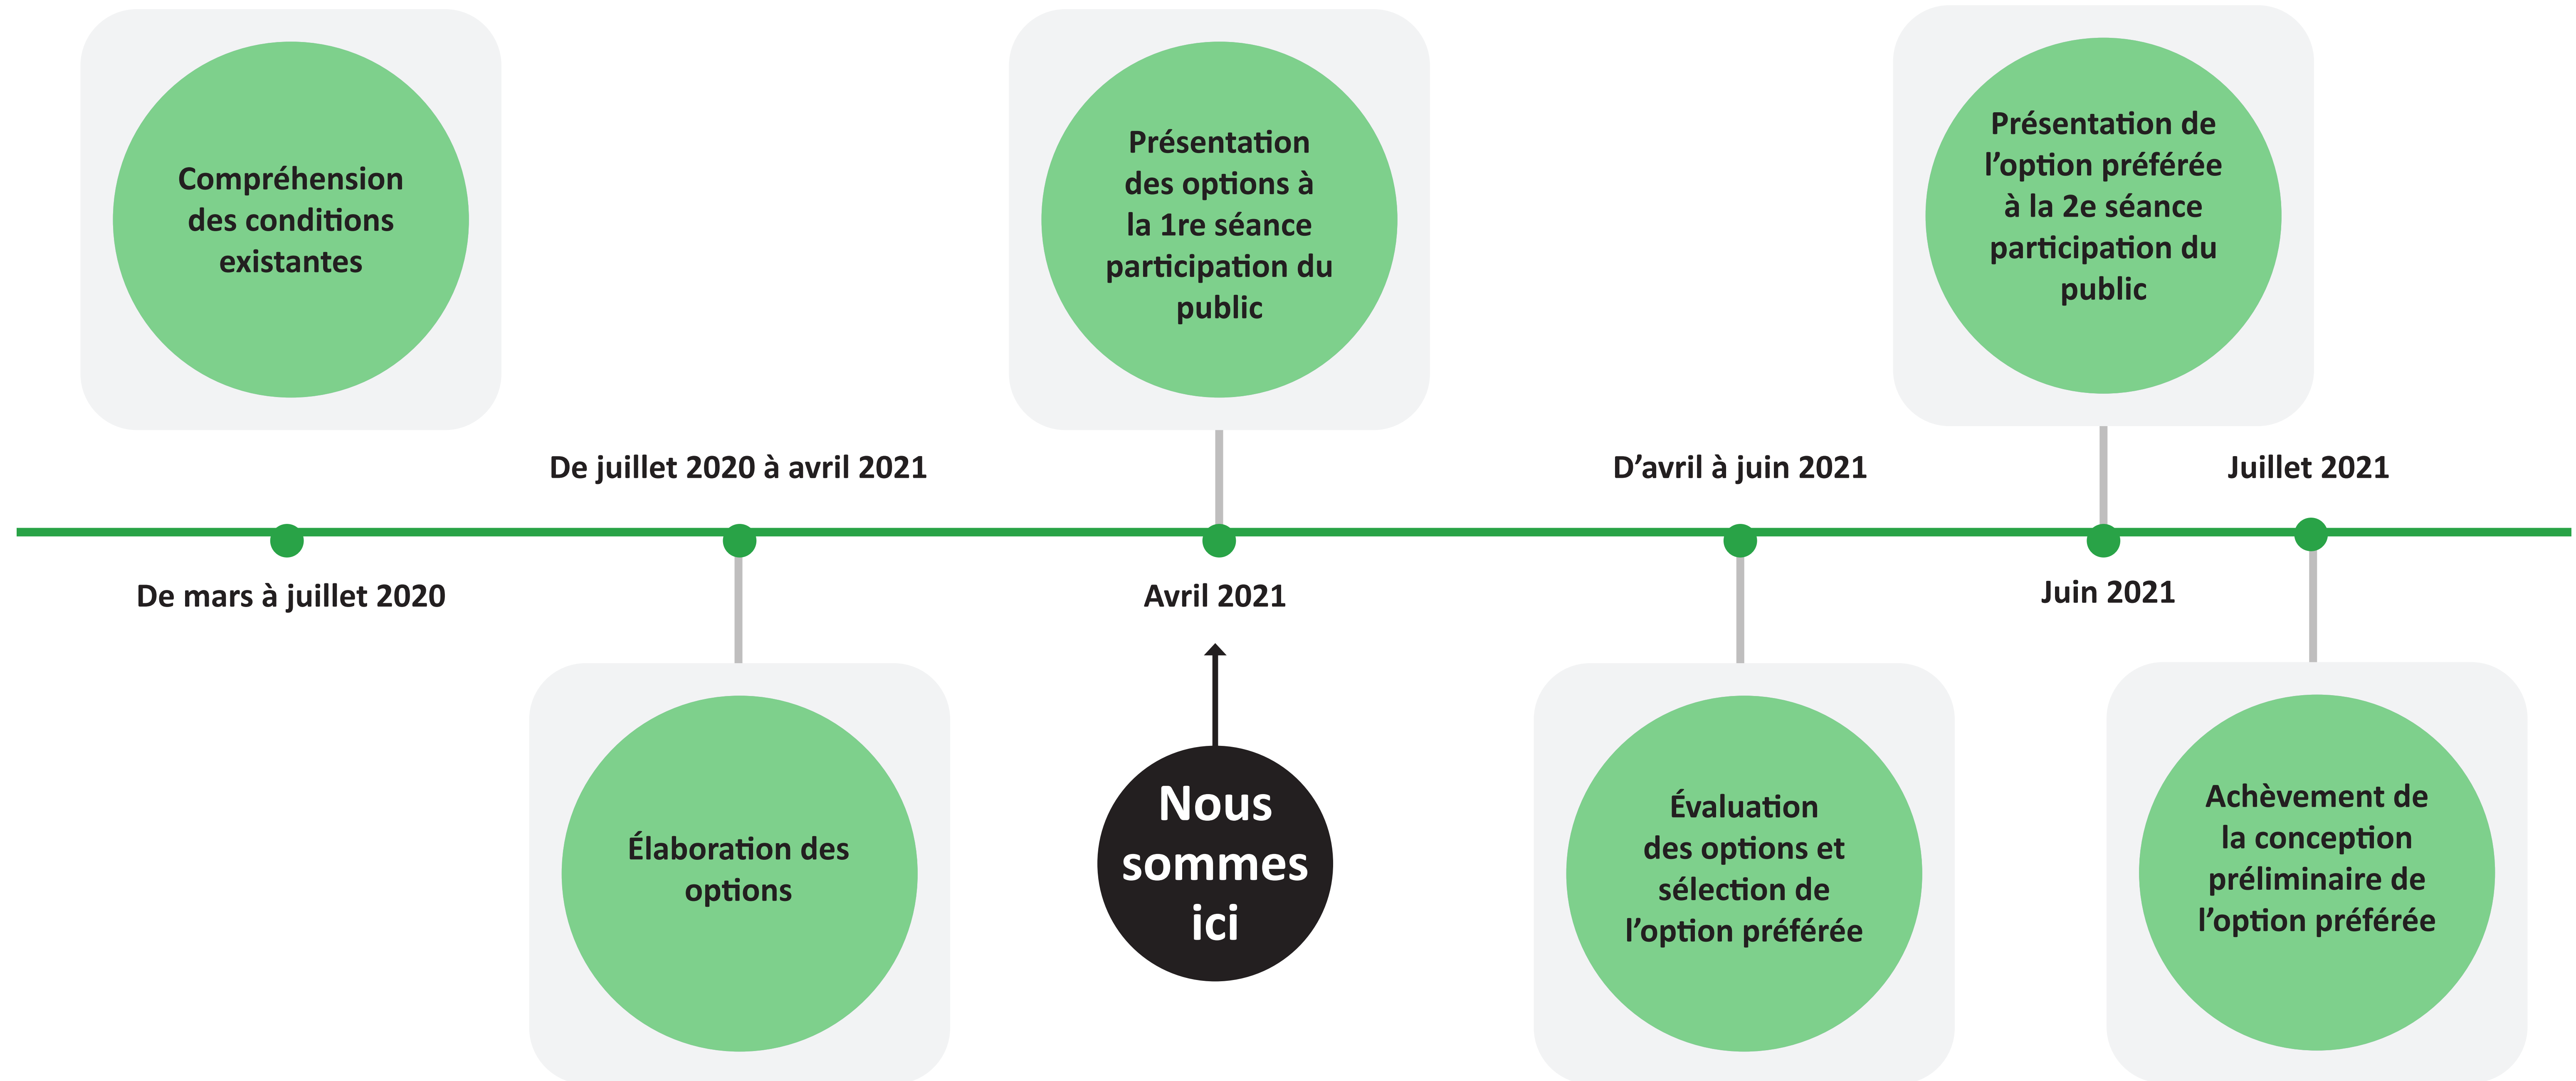 Compréhension
des conditions
existantes
De mars à juillet 2020
De juillet 2020 à avril 2021
Élaboration des
options
Présentation
des options à
la 1re séance
participation du
public
Avril 2021
Nous
sommes
ici
D’avril à juin 2021
Évaluation
des options et
sélection de
l’option préférée
Présentation de
l’option préférée
à la 2e séance
participation du
public
Juin 2021
Juillet 2021
Achèvement de
la conception
préliminaire de
l’option préférée